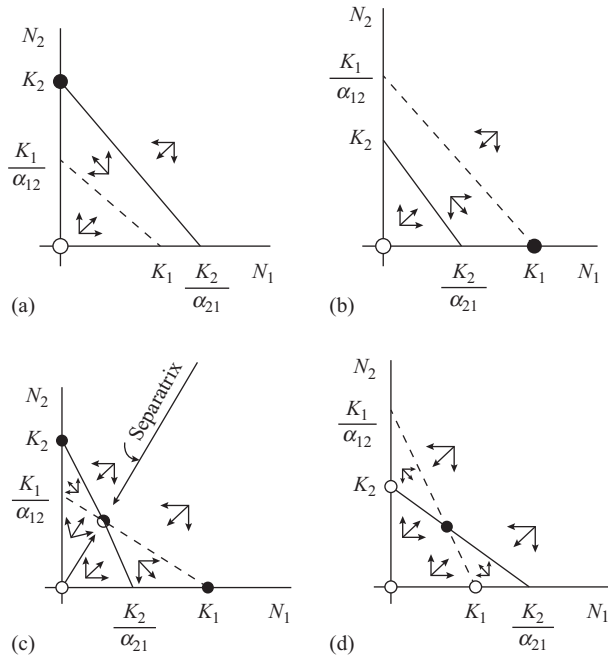 N₂
K₂
K₁
α₁₂
K₁ K₂ N₁
α₂₁
(a)
N₂
K₁
α₁₂
K₂
K₂ K₁ N₁
α₂₁
(b)
N₂
Separatrix
K₂
K₁
α₁₂
K₂ K₁ N₁
α₂₁
(c)
N₂
K₁
α₁₂
K₂
K₁ K₂ N₁
α₂₁
(d)